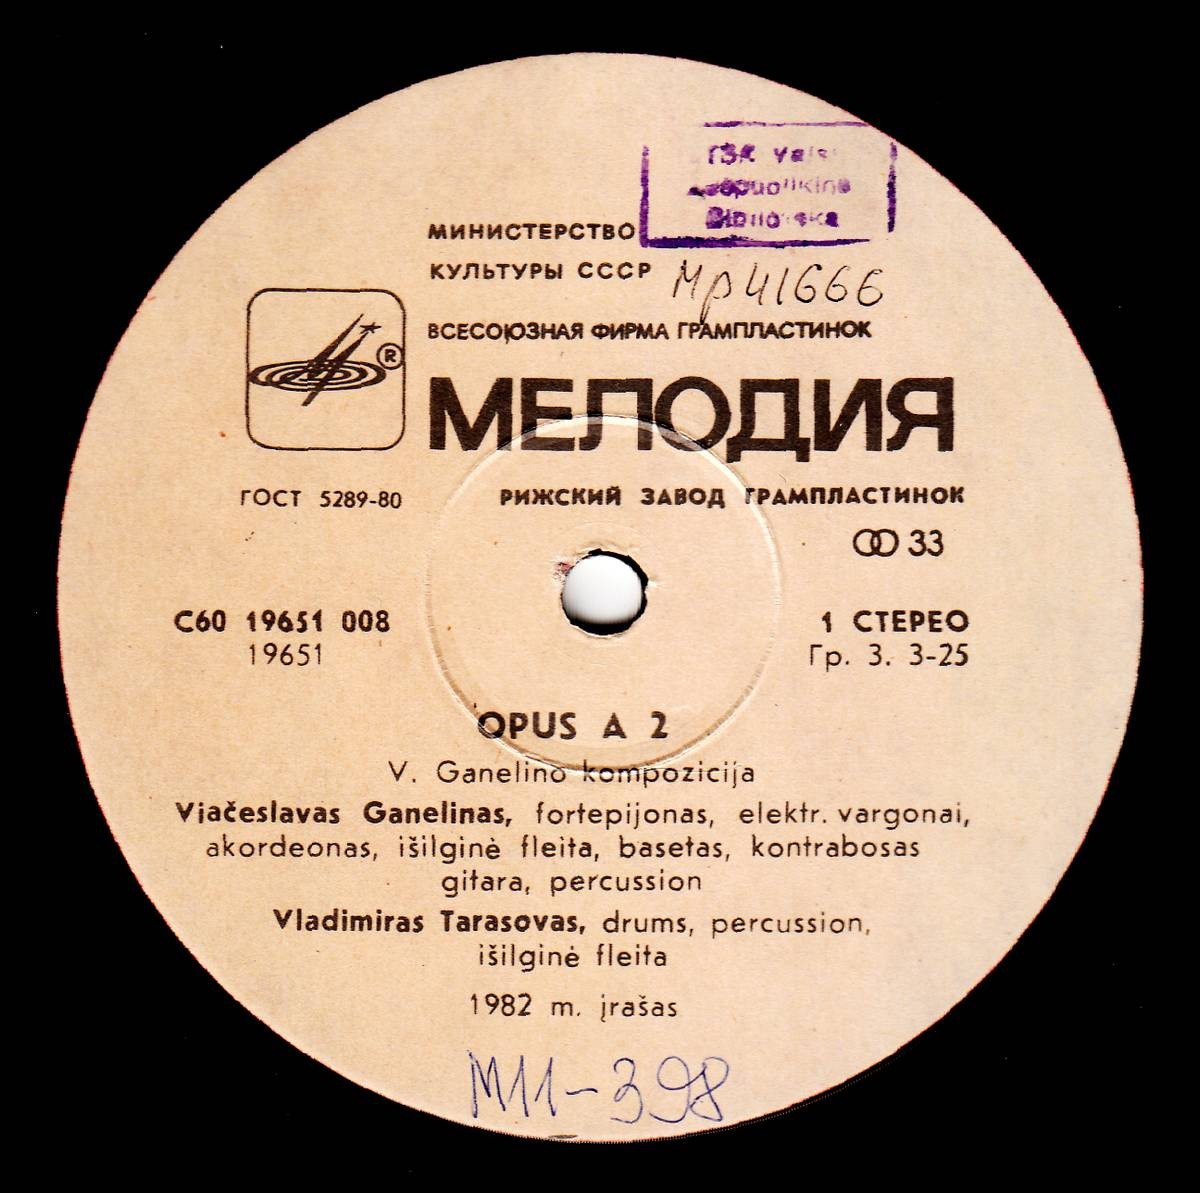 МИНИСТЕРСТВО
КУЛЬТУРЫ СССР
Мр41666
ВСЕСОЮЗНАЯ ФИРМА ГРАМПЛАСТИНОК
®
МЕЛОДИЯ
ГОСТ 5289-80
РИЖСКИЙ ЗАВОД ГРАМПЛАСТИНОК
33
С60 19651 008
1 СТЕРЕО
19651
Гр. 3. 3-25
OPUS A 2
V. Ganelino kompozicija
Viačeslavas Ganelinas, fortepijonas, elektr. vargonai,
akordeonas, išilginė fleita, basetas, kontrabosas
gitara, percussion
Vladimiras Tarasovas, drums, percussion,
išilginė fleita
1982 m. įrašas
М11-398